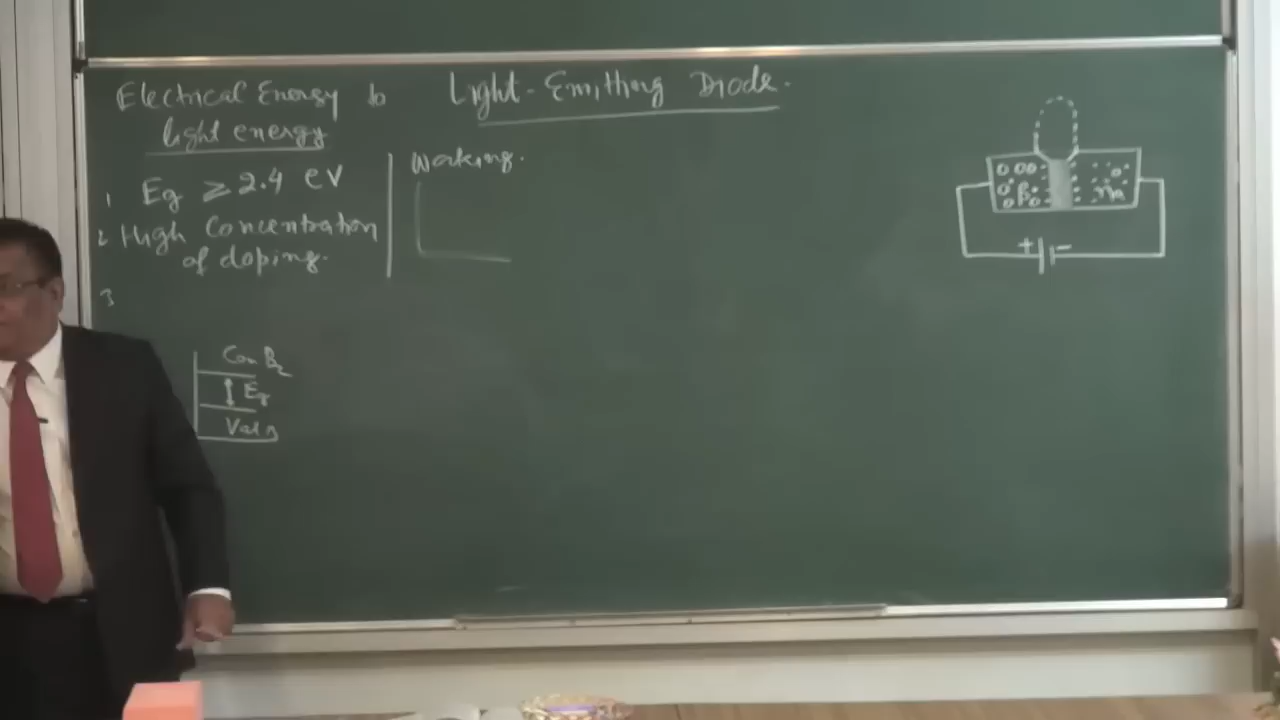 Light-Emitting Diode.
Electrical Energy to
light energy
1 Eg ≥ 2.4 eV
2 High Concentration
of doping.
3
Working.
Con B
Eg
Val
P
n
+ -